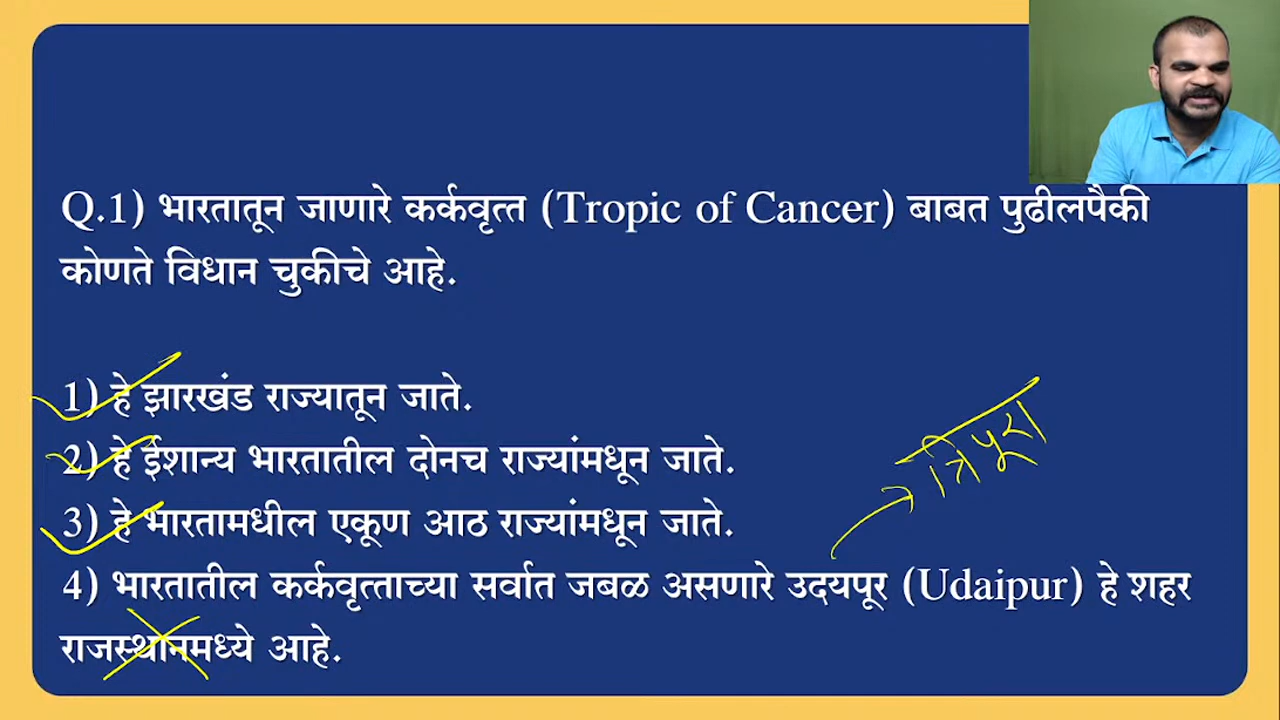 Q.1) भारतातून जाणारे कर्कवृत्त (Tropic of Cancer) बाबत पुढीलपैकी
कोणते विधान चुकीचे आहे.
1) हे झारखंड राज्यातून जाते.
2) हे ईशान्य भारतातील दोनच राज्यांमधून जाते.
3) हे भारतामधील एकूण आठ राज्यांमधून जाते.
त्रिपूरा
4) भारतातील कर्कवृत्ताच्या सर्वात जबळ असणारे उदयपूर (Udaipur) हे शहर
राजस्थानमध्ये आहे.